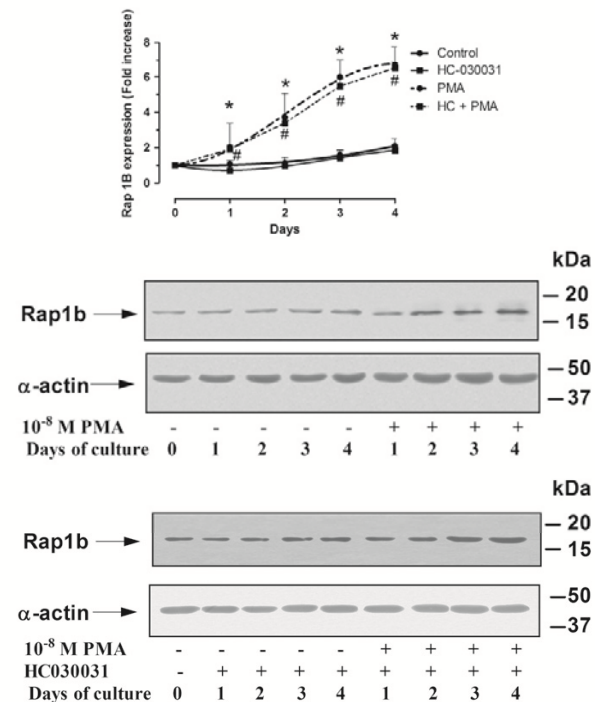 Rap 1B expression (Fold increase)
8
6
4
2
0
* * * *
# # # #
Control
HC-030031
PMA
HC + PMA
0 1 2 3 4
Days
kDa
Rap1b
20
15
α-actin
50
37
10-8 M PMA - - - - - + + + +
Days of culture 0 1 2 3 4 1 2 3 4
kDa
Rap1b
20
15
α-actin
50
37
10-8 M PMA - - - - - + + + +
HC030031 - + + + + + + + +
Days of culture 0 1 2 3 4 1 2 3 4